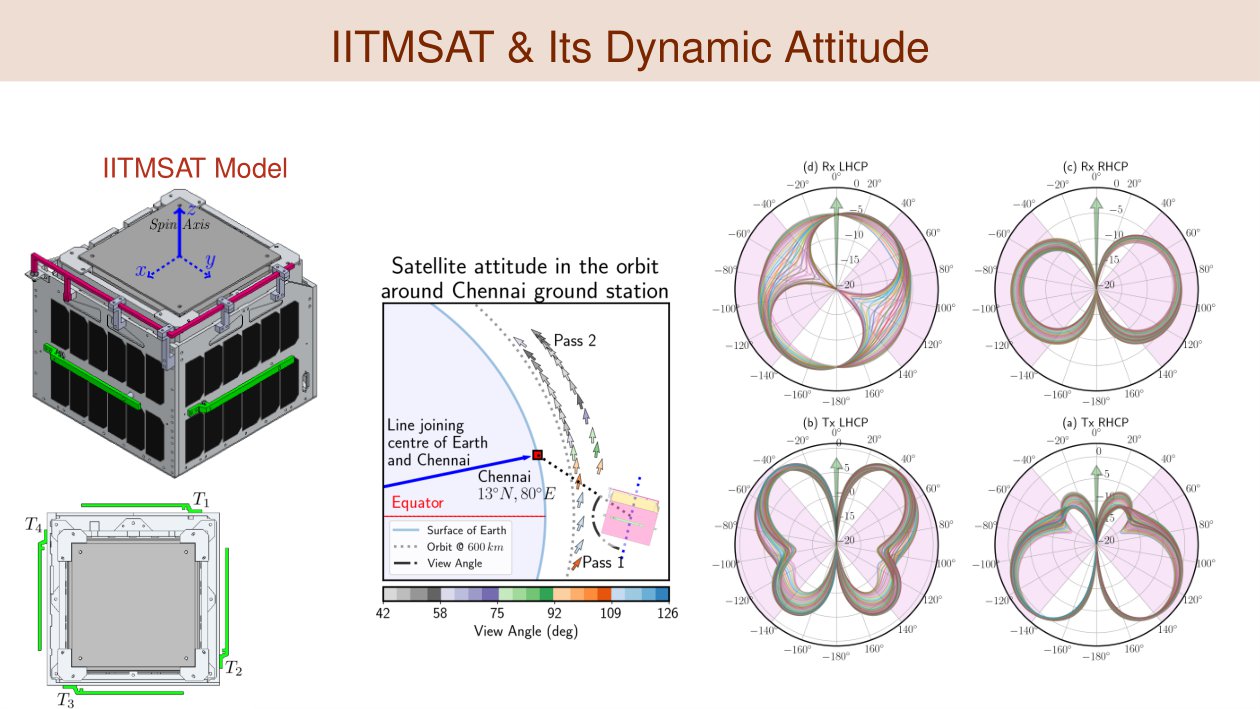 IITMSAT & Its Dynamic Attitude
IITMSAT Model
z
Spin Axis
x
y
T₁
T₄
T₂
T₃
Satellite attitude in the orbit
around Chennai ground station
Pass 2
Line joining
centre of Earth
and Chennai
Chennai
13°N, 80°E
Equator
Surface of Earth
Orbit @ 600 km
View Angle
Pass 1
42 58 75 92 109 126
View Angle (deg)
(d) Rx LHCP
0°
−20° 0 20°
−40° −5 40°
−60° −10 60°
−80° −15 80°
−20
−100° 100°
−120° 120°
−140° 140°
−160° 160°
−180°
(c) Rx RHCP
0°
−20° 0 20°
−40° −5 40°
−60° −10 60°
−80° −15 80°
−20
−100° 100°
−120° 120°
−140° 140°
−160° 160°
−180°
(b) Tx LHCP
0°
−20° 0 20°
−40° −5 40°
−60° −10 60°
−80° −15 80°
−20
−100° 100°
−120° 120°
−140° 140°
−160° 160°
−180°
(a) Tx RHCP
0°
−20° 0 20°
−40° −5 40°
−60° −10 60°
−80° −15 80°
−20
−100° 100°
−120° 120°
−140° 140°
−160° 160°
−180°